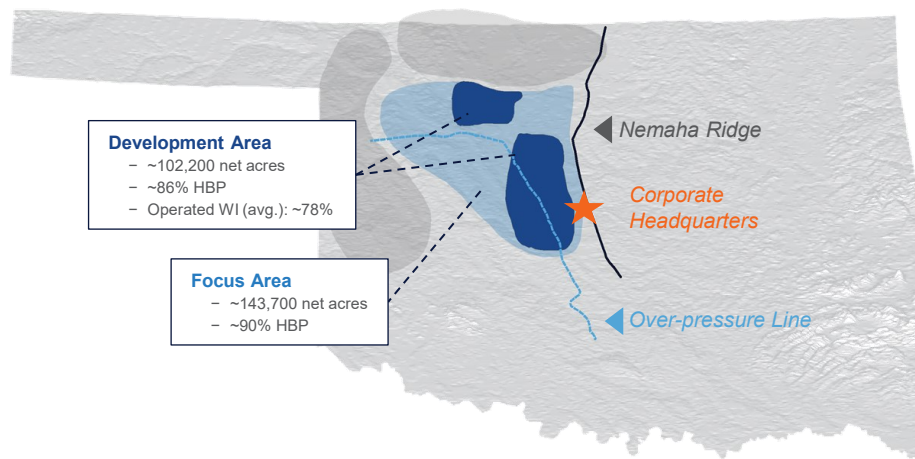 Development Area
− ~102,200 net acres
− ~86% HBP
− Operated WI (avg.): ~78%
Focus Area
− ~143,700 net acres
− ~90% HBP
Nemaha Ridge
Corporate
Headquarters
Over-pressure Line